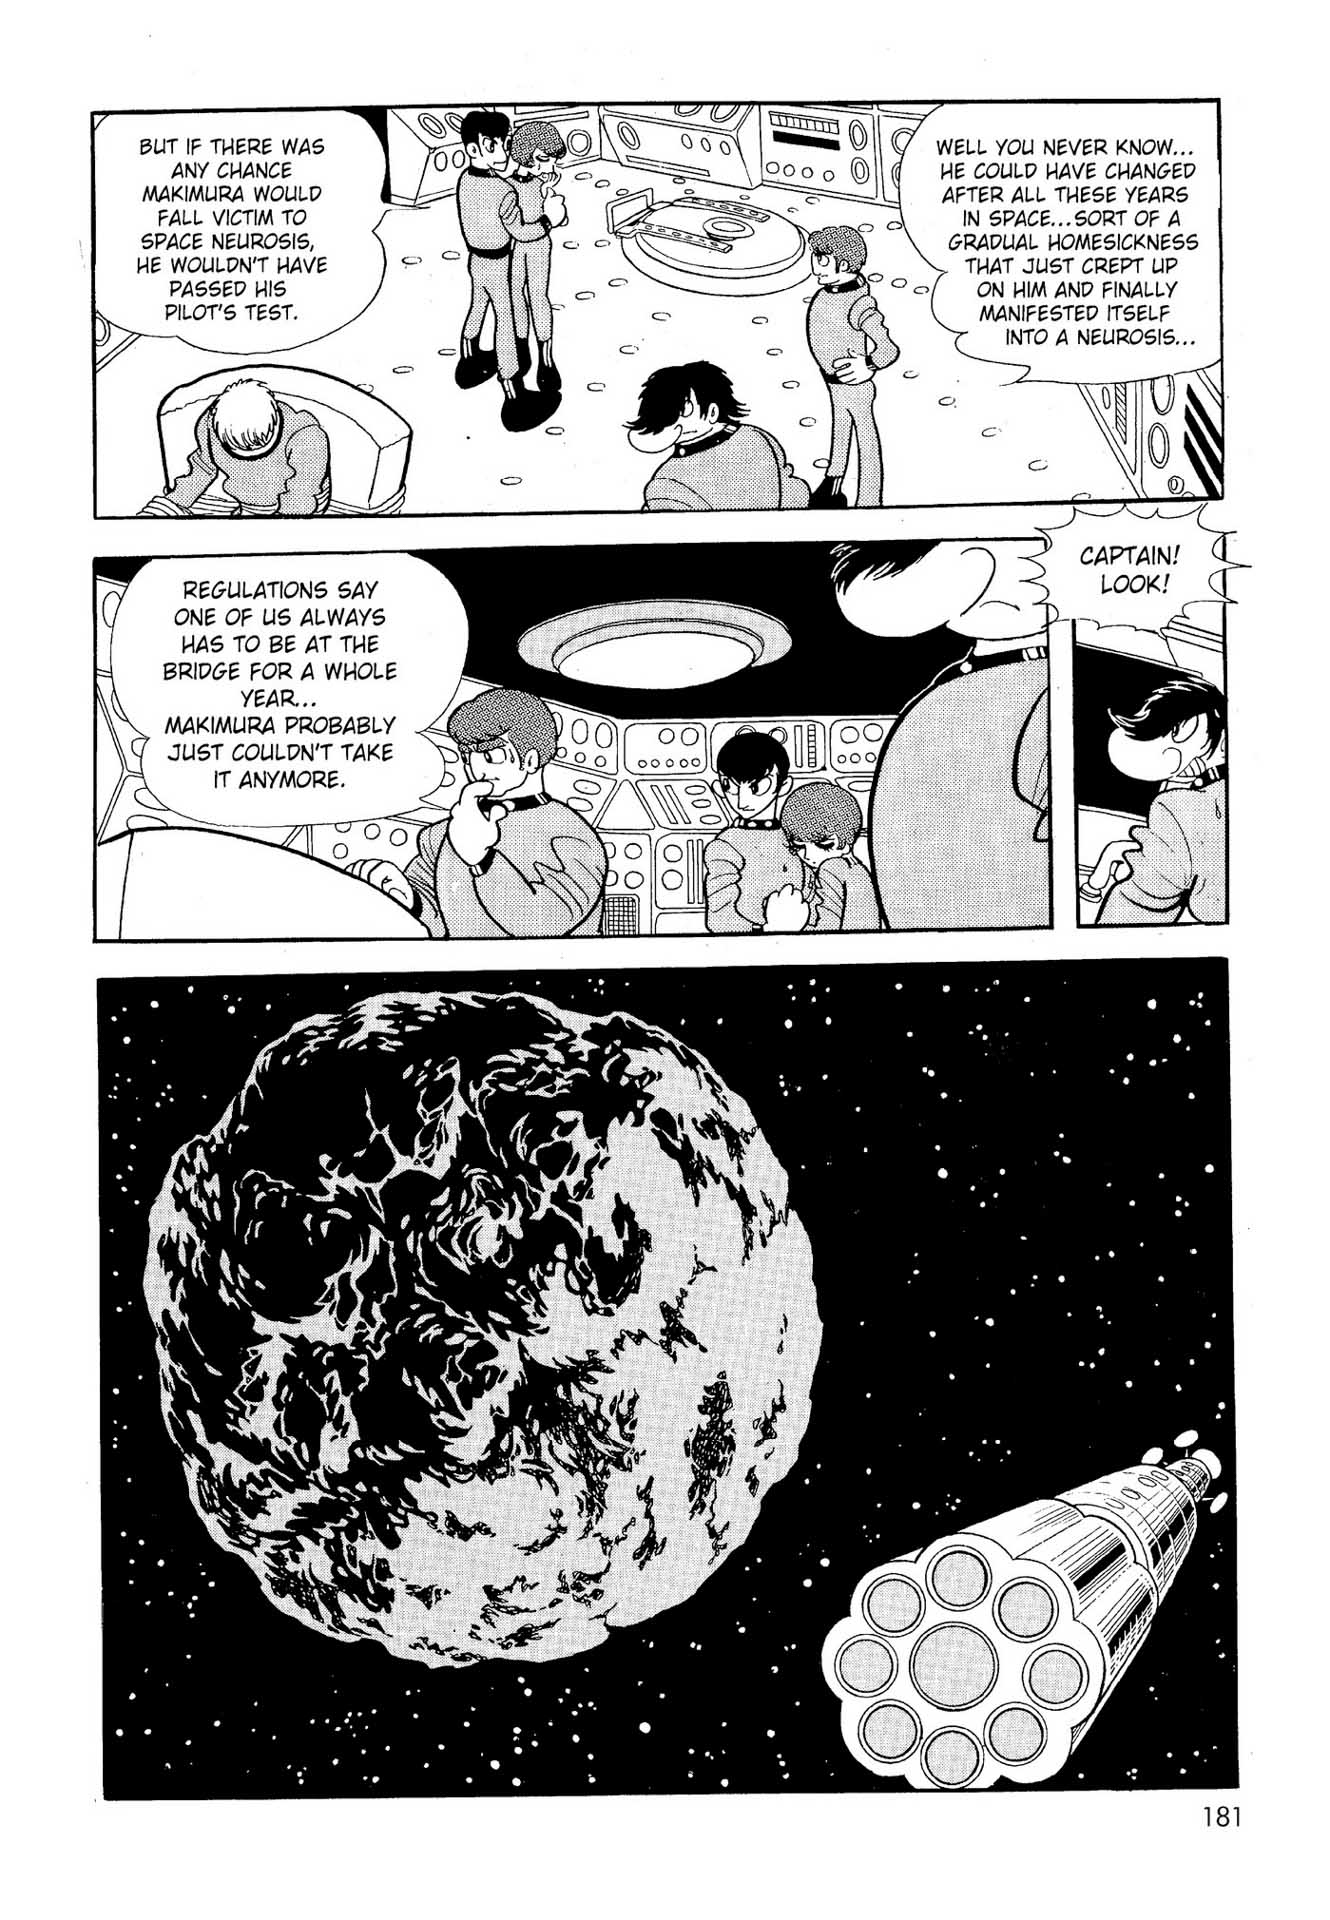 BUT IF THERE WAS
ANY CHANCE
MAKIMURA WOULD
FALL VICTIM TO
SPACE NEUROSIS,
HE WOULDN'T HAVE
PASSED HIS
PILOT'S TEST.
WELL YOU NEVER KNOW...
HE COULD HAVE CHANGED
AFTER ALL THESE YEARS
IN SPACE...SORT OF A
GRADUAL HOMESICKNESS
THAT JUST CREPT UP
ON HIM AND FINALLY
MANIFESTED ITSELF
INTO A NEUROSIS...
REGULATIONS SAY
ONE OF US ALWAYS
HAS TO BE AT THE
BRIDGE FOR A WHOLE
YEAR...
MAKIMURA PROBABLY
JUST COULDN'T TAKE
IT ANYMORE.
CAPTAIN!
LOOK!
181